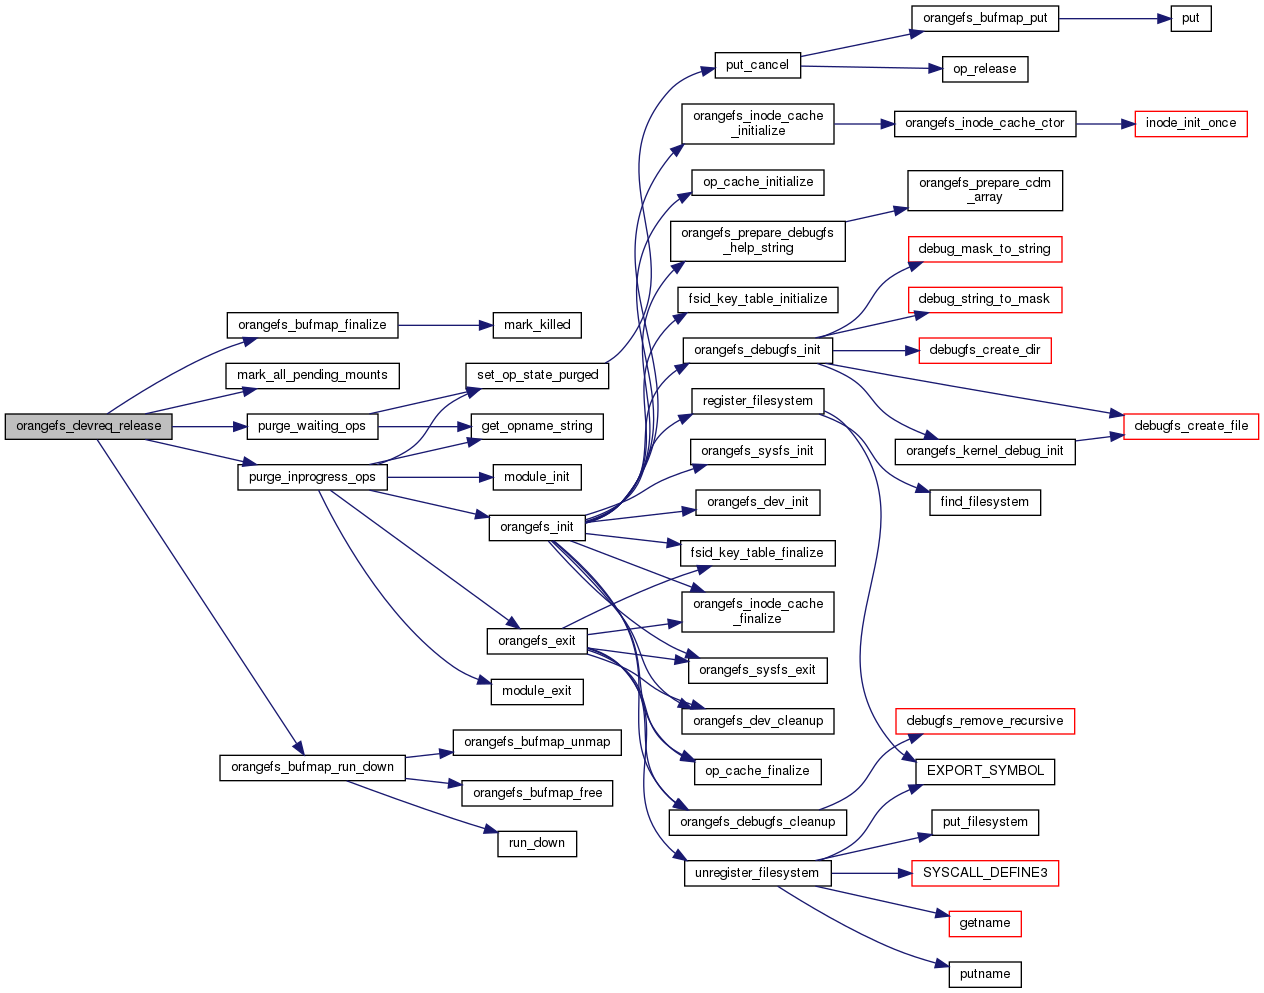 orangefs_bufmap_put
put
put_cancel
op_release
orangefs_inode_cache
_initialize
orangefs_inode_cache_ctor
inode_init_once
op_cache_initialize
orangefs_prepare_cdm
_array
orangefs_prepare_debugfs
_help_string
debug_mask_to_string
fsid_key_table_initialize
debug_string_to_mask
orangefs_bufmap_finalize
mark_killed
orangefs_debugfs_init
debugfs_create_dir
mark_all_pending_mounts
set_op_state_purged
register_filesystem
orangefs_devreq_release
purge_waiting_ops
get_opname_string
debugfs_create_file
orangefs_sysfs_init
orangefs_kernel_debug_init
purge_inprogress_ops
module_init
orangefs_dev_init
find_filesystem
orangefs_init
fsid_key_table_finalize
orangefs_inode_cache
_finalize
orangefs_exit
orangefs_sysfs_exit
module_exit
orangefs_dev_cleanup
debugfs_remove_recursive
orangefs_bufmap_unmap
orangefs_bufmap_run_down
op_cache_finalize
EXPORT_SYMBOL
orangefs_bufmap_free
orangefs_debugfs_cleanup
put_filesystem
run_down
unregister_filesystem
SYSCALL_DEFINE3
getname
putname